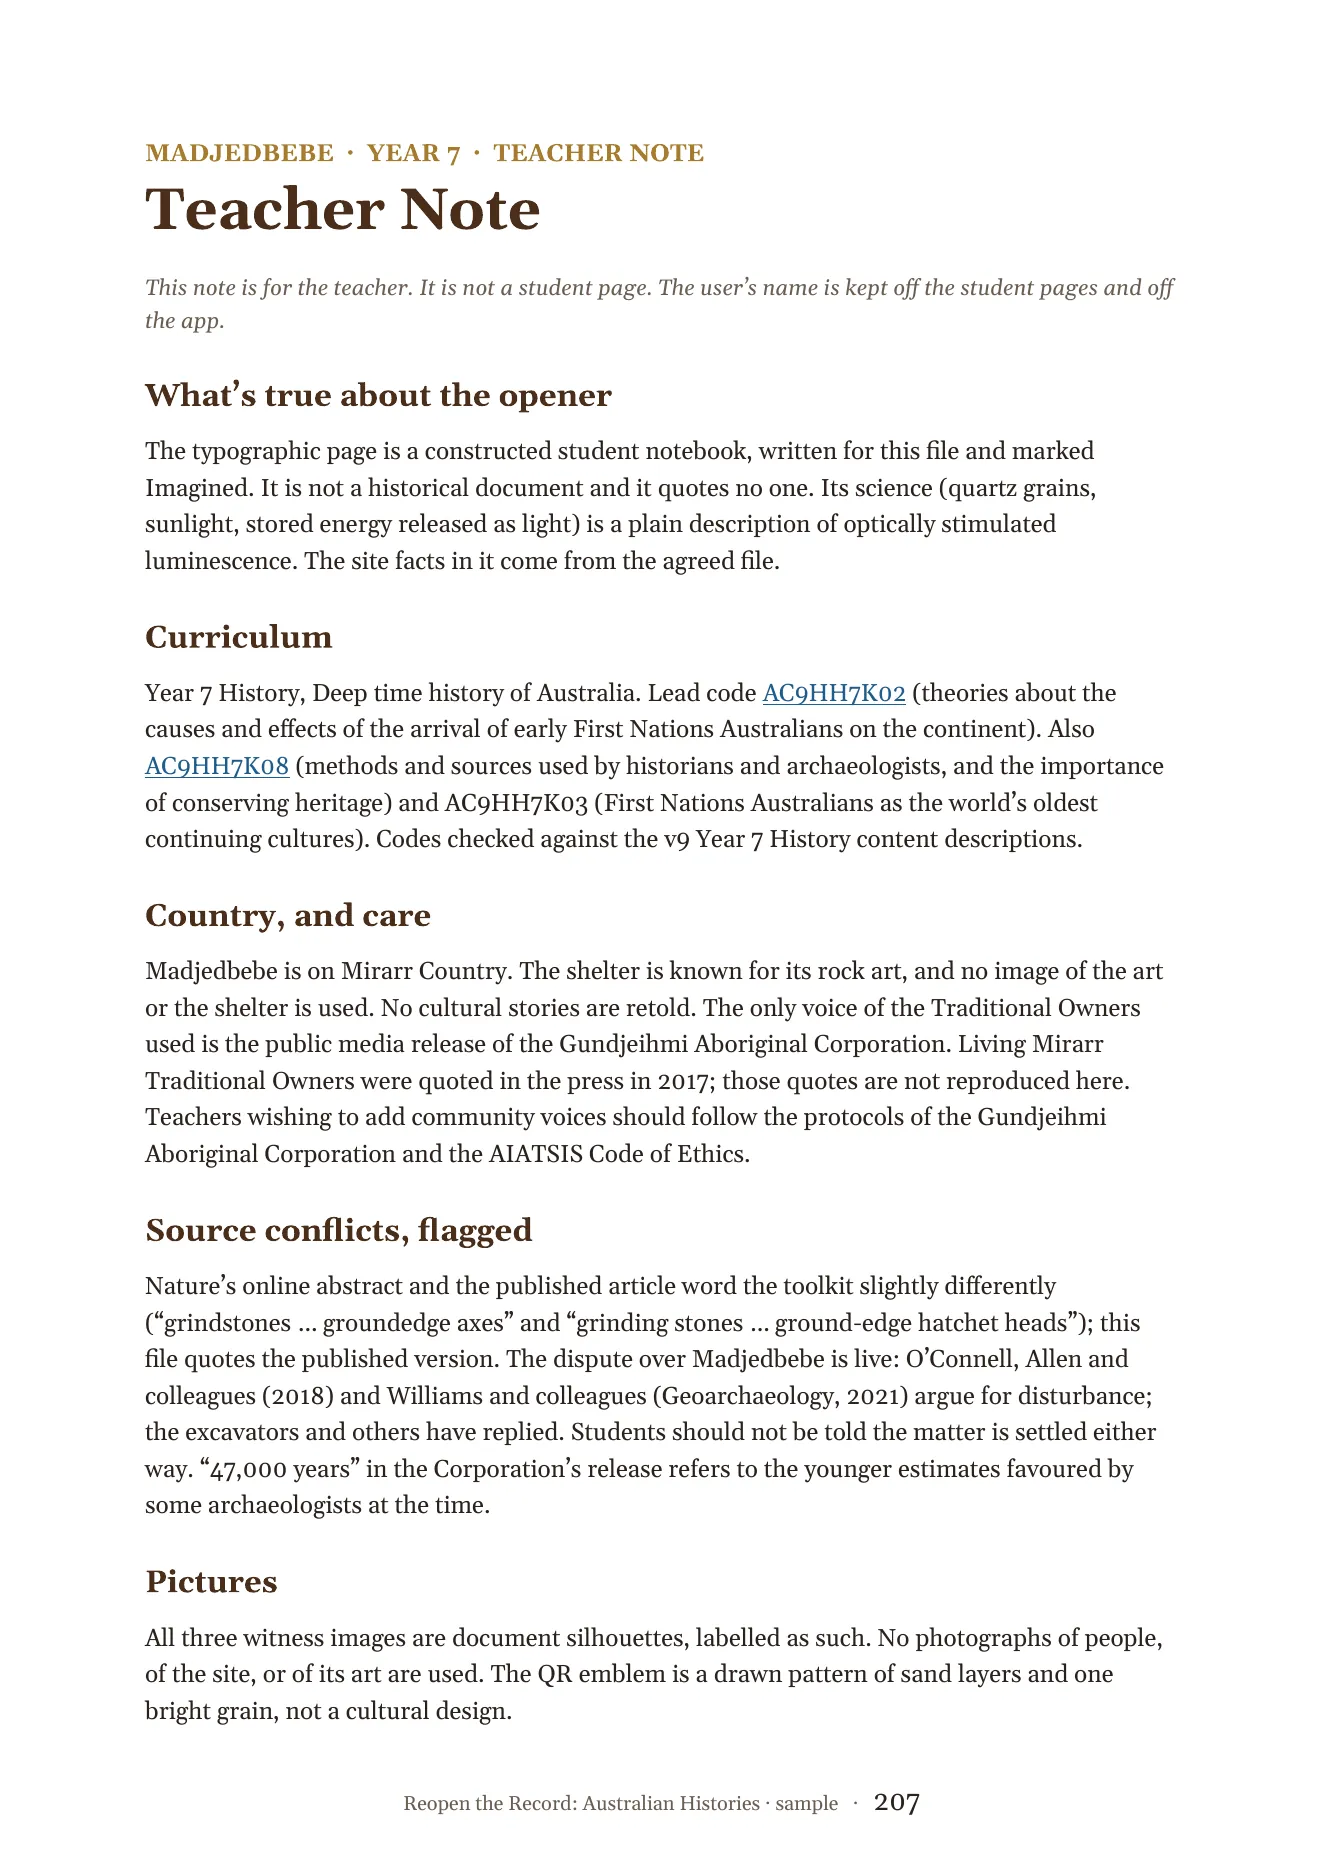 MADJEDBEBE · YEAR 7 · TEACHER NOTE
Teacher Note
This note is for the teacher. It is not a student page. The user’s name is kept off the student pages and off
the app.
What’s true about the opener
The typographic page is a constructed student notebook, written for this file and marked
Imagined. It is not a historical document and it quotes no one. Its science (quartz grains,
sunlight, stored energy released as light) is a plain description of optically stimulated
luminescence. The site facts in it come from the agreed file.
Curriculum
Year 7 History, Deep time history of Australia. Lead code AC9HH7K02 (theories about the
causes and effects of the arrival of early First Nations Australians on the continent). Also
AC9HH7K08 (methods and sources used by historians and archaeologists, and the importance
of conserving heritage) and AC9HH7K03 (First Nations Australians as the world’s oldest
continuing cultures). Codes checked against the v9 Year 7 History content descriptions.
Country, and care
Madjedbebe is on Mirarr Country. The shelter is known for its rock art, and no image of the art
or the shelter is used. No cultural stories are retold. The only voice of the Traditional Owners
used is the public media release of the Gundjeihmi Aboriginal Corporation. Living Mirarr
Traditional Owners were quoted in the press in 2017; those quotes are not reproduced here.
Teachers wishing to add community voices should follow the protocols of the Gundjeihmi
Aboriginal Corporation and the AIATSIS Code of Ethics.
Source conflicts, flagged
Nature’s online abstract and the published article word the toolkit slightly differently
(“grindstones … groundedge axes” and “grinding stones … ground-edge hatchet heads”); this
file quotes the published version. The dispute over Madjedbebe is live: O’Connell, Allen and
colleagues (2018) and Williams and colleagues (Geoarchaeology, 2021) argue for disturbance;
the excavators and others have replied. Students should not be told the matter is settled either
way. “47,000 years” in the Corporation’s release refers to the younger estimates favoured by
some archaeologists at the time.
Pictures
All three witness images are document silhouettes, labelled as such. No photographs of people,
of the site, or of its art are used. The QR emblem is a drawn pattern of sand layers and one
bright grain, not a cultural design.
Reopen the Record: Australian Histories · sample · 207